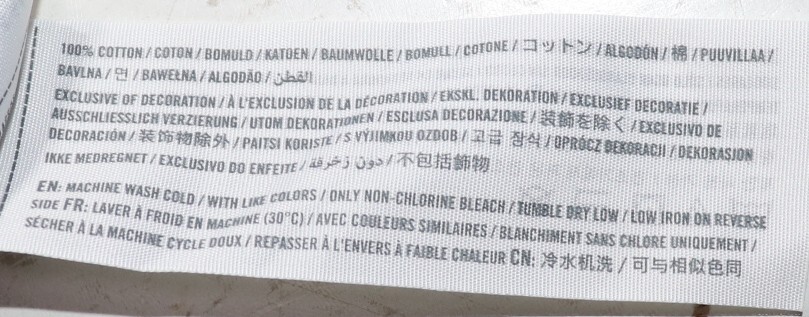 100% COTTON / COTON / BOMULD / KATOEN / BAUMWOLLE / BOMULL / COTONE / コットン / ALGODÓN / 棉 / PUUVILLAA /
BAVLNA / 면 / BAWEŁNA / ALGODÃO / القطن
EXCLUSIVE OF DECORATION / À L'EXCLUSION DE LA DÉCORATION / EKSKL. DEKORATION / EXCLUSIEF DECORATIE /
AUSSCHLIESSLICH VERZIERUNG / UTOM DEKORATIONEN / ESCLUSA DECORAZIONE / 装飾を除く / EXCLUSIVO DE
DECORACIÓN / 装饰物除外 / PAITSI KORISTE / S VÝJIMKOU OZDOB / 고급 장식 / OPRÓCZ DEKORACJI / DEKORASJON
IKKE MEDREGNET / EXCLUSIVO DO ENFEITE / دون زخرفة / 不包括飾物
EN: MACHINE WASH COLD / WITH LIKE COLORS / ONLY NON-CHLORINE BLEACH / TUMBLE DRY LOW / LOW IRON ON REVERSE
SIDE FR: LAVER À FROID EN MACHINE (30°C) / AVEC COULEURS SIMILAIRES / BLANCHIMENT SANS CHLORE UNIQUEMENT /
SÉCHER À LA MACHINE CYCLE DOUX / REPASSER À L'ENVERS À FAIBLE CHALEUR CN: 冷水机洗 / 可与相似色同